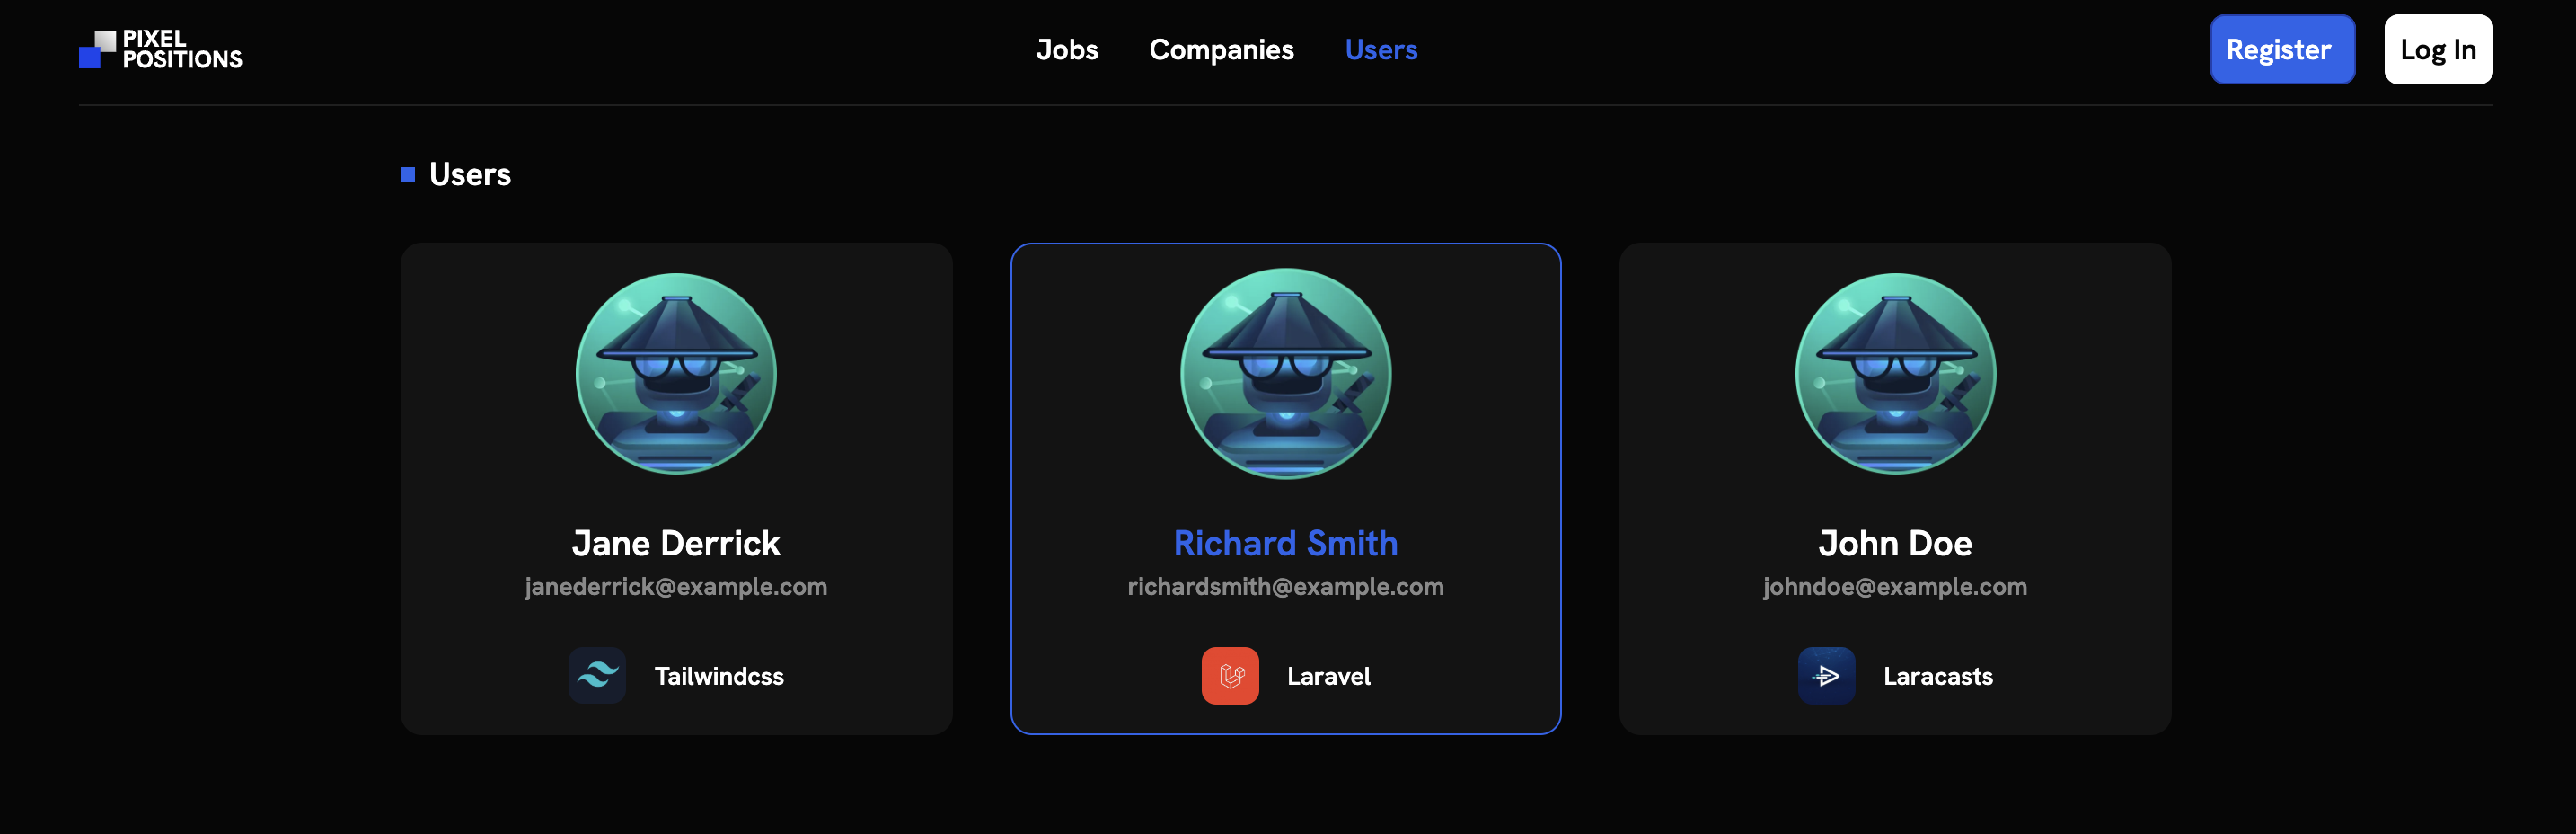 PIXEL
POSITIONS
Jobs
Companies
Users
Register
Log In
Users
Jane Derrick
janederrick@example.com
Tailwindcss
Richard Smith
richardsmith@example.com
Laravel
John Doe
johndoe@example.com
Laracasts